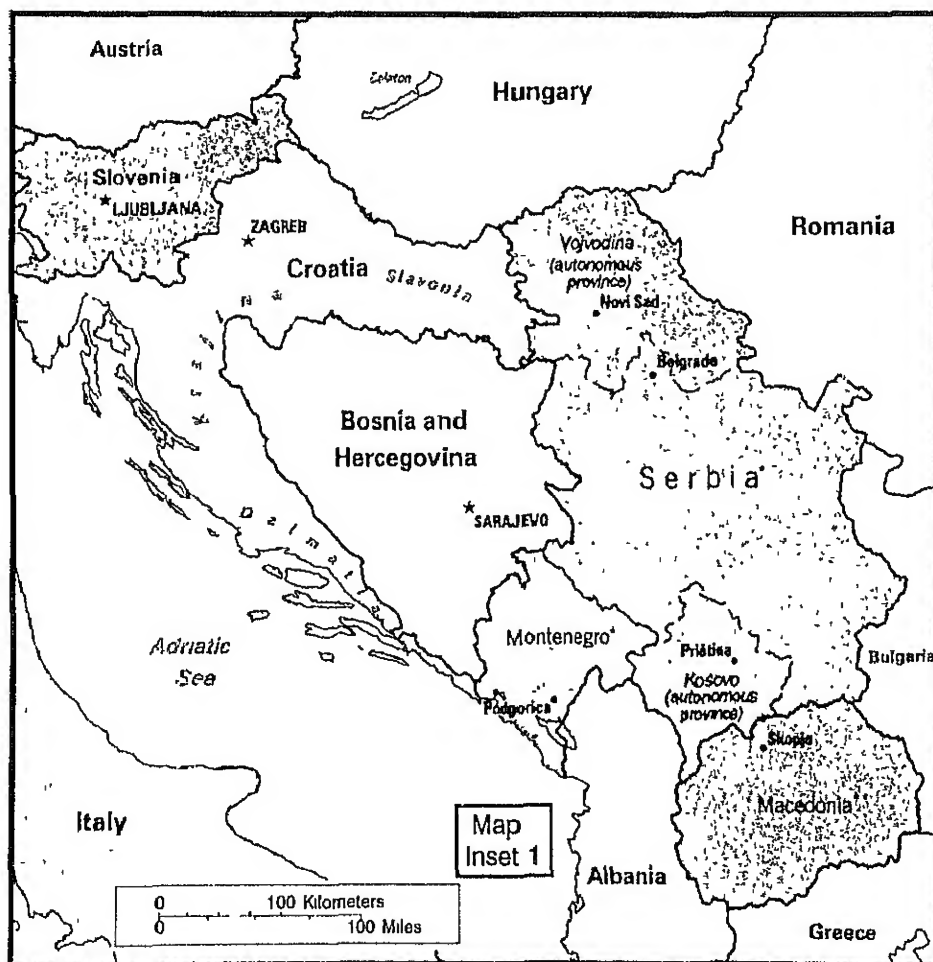 Austria
Balaton
Hungary
Slovenia
LJUBLJANA
ZAGREB
Romania
Vojvodina
(autonomous
province)
Novi Sad
Croatia
Slavonia
Krajina
Belgrade
Bosnia and
Hercegovina
Serbia
SARAJEVO
Dalmatia
Adriatic
Sea
Montenegro
Priština
Kosovo
(autonomous
province)
Bulgaria
Podgorica
Skopje
Macedonia
Italy
Map
Inset 1
Albania
0 100 Kilometers
0 100 Miles
Greece